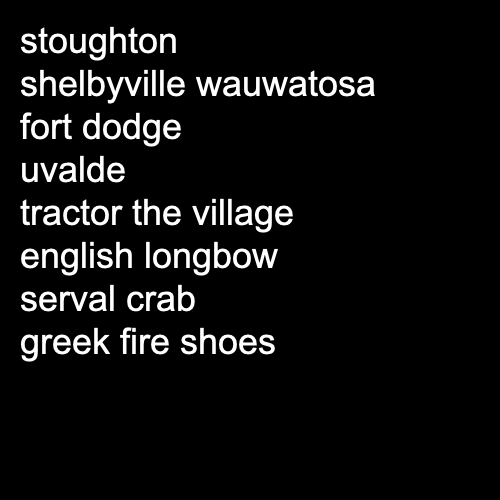 stoughton
shelbyville wauwatosa
fort dodge
uvalde
tractor the village
english longbow
serval crab
greek fire shoes